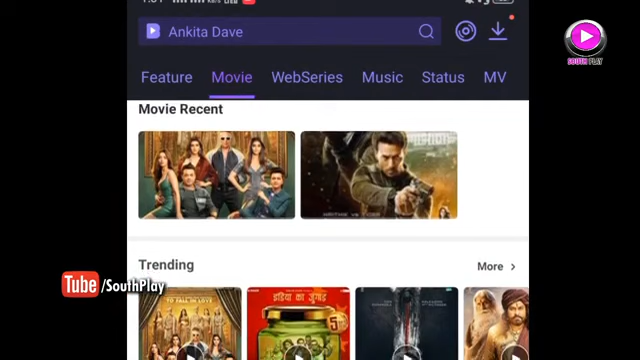 Ankita Dave
SOUTH PLAY
Feature Movie WebSeries Music Status MV
Movie Recent
Trending
More
Tube /SouthPlay
TO FALL IN LOVE
इंडिया का जुगाड़
5